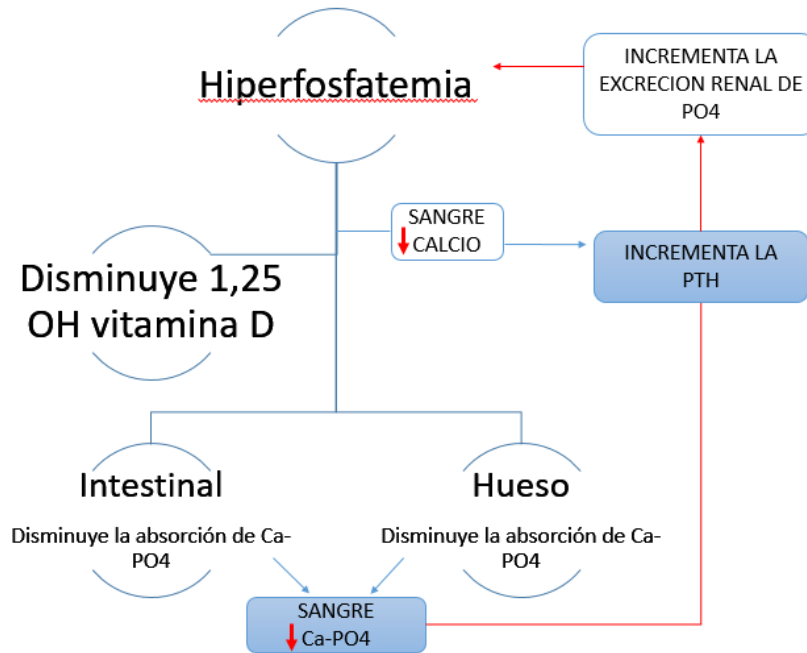 Hiperfosfatemia
INCREMENTA LA
EXCRECION RENAL DE
PO4
SANGRE
CALCIO
INCREMENTA LA
PTH
Disminuye 1,25
OH vitamina D
Intestinal
Disminuye la absorción de Ca-
PO4
Hueso
Disminuye la absorción de Ca-
PO4
SANGRE
Ca-PO4